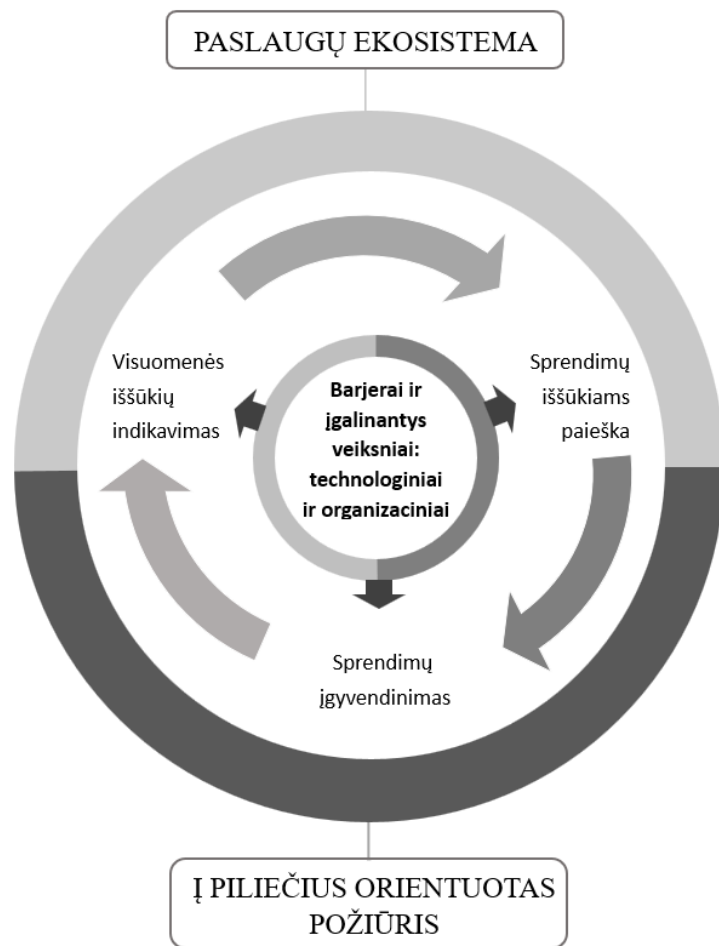 PASLAUGŲ EKOSISTEMA
Visuomenės
iššūkių
indikavimas
Barjerai ir
įgalinantys
veiksniai:
technologiniai
ir organizaciniai
Sprendimų
iššūkiams
paieška
Sprendimų
įgyvendinimas
Į PILIEČIUS ORIENTUOTAS
POŽIŪRIS